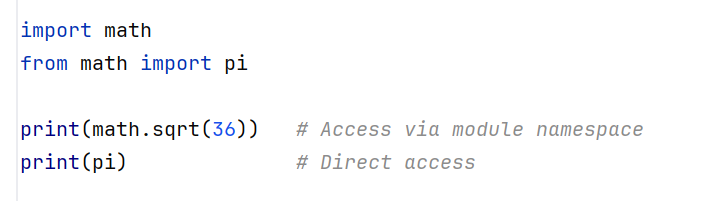 import math
from math import pi

print(math.sqrt(36))   # Access via module namespace
print(pi)              # Direct access